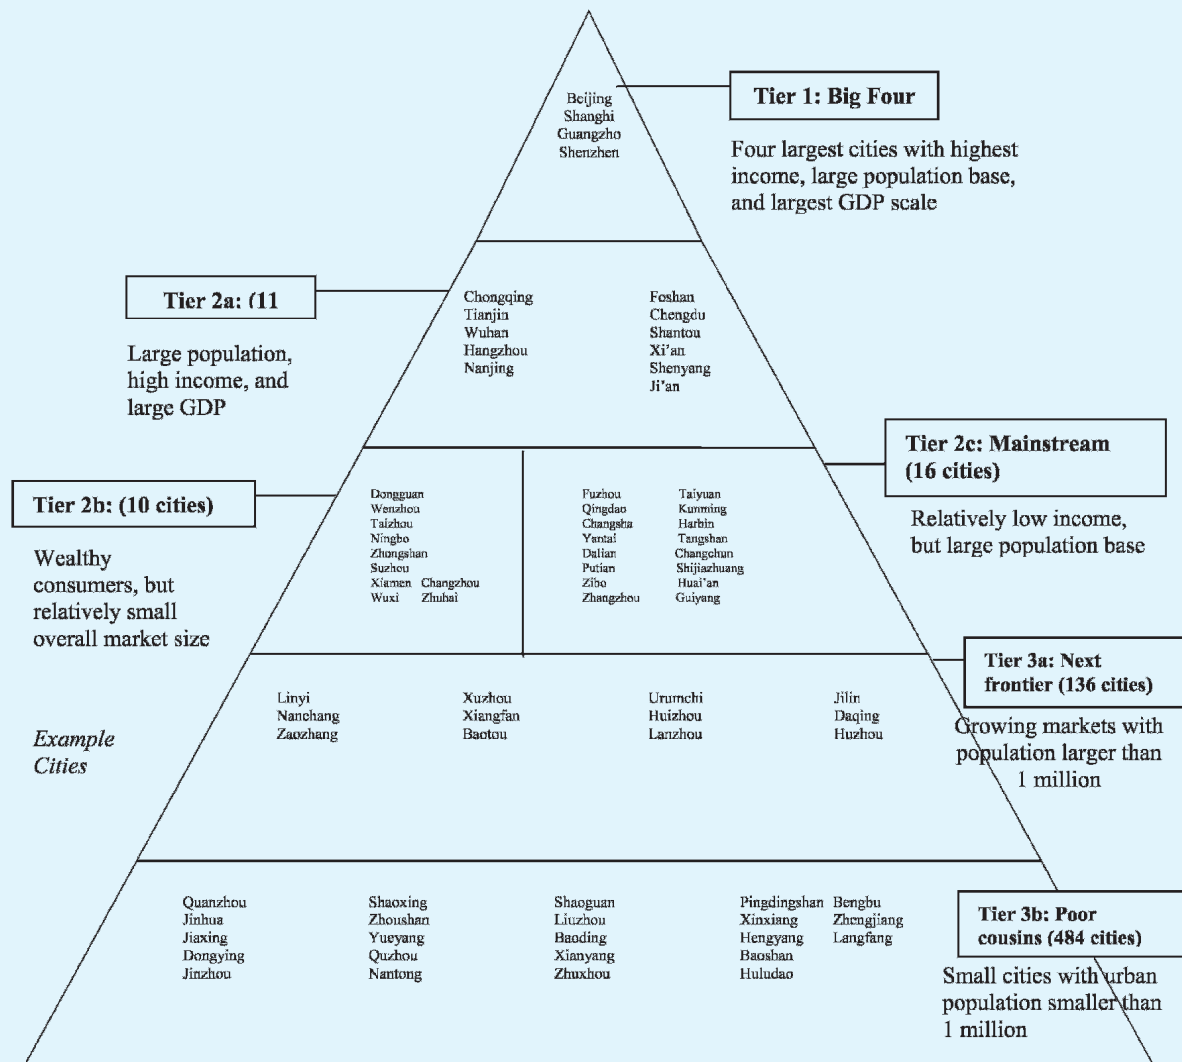 Beijing
Shanghi
Guangzho
Shenzhen
Tier 1: Big Four
Four largest cities with highest
income, large population base,
and largest GDP scale
Tier 2a: (11
Large population,
high income, and
large GDP
Chongqing
Tianjin
Wuhan
Hangzhou
Nanjing
Foshan
Chengdu
Shantou
Xi'an
Shenyang
Ji'an
Tier 2b: (10 cities)
Wealthy
consumers, but
relatively small
overall market size
Dongguan
Wenzhou
Taizhou
Ningbo
Zhongshan
Suzhou
Xiamen Changzhou
Wuxi Zhuhai
Fuzhou Taiyuan
Qingdao Kunming
Changsha Harbin
Yantai Tangshan
Dalian Changchun
Putian Shijiazhuang
Zibo Huai'an
Zhangzhou Guiyang
Tier 2c: Mainstream
(16 cities)
Relatively low income,
but large population base
Tier 3a: Next
frontier (136 cities)
Growing markets with
population larger than
1 million
Example
Cities
Linyi
Nanchang
Zaozhang
Xuzhou
Xiangfan
Baotou
Urumchi
Huizhou
Lanzhou
Jilin
Daqing
Huzhou
Quanzhou
Jinhua
Jiaxing
Dongying
Jinzhou
Shaoxing
Zhoushan
Yueyang
Quzhou
Nantong
Shaoguan
Liuzhou
Baoding
Xianyang
Zhuxhou
Pingdingshan Bengbu
Xinxiang Zhengjiang
Hengyang Langfang
Baoshan
Huludao
Tier 3b: Poor
cousins (484 cities)
Small cities with urban
population smaller than
1 million